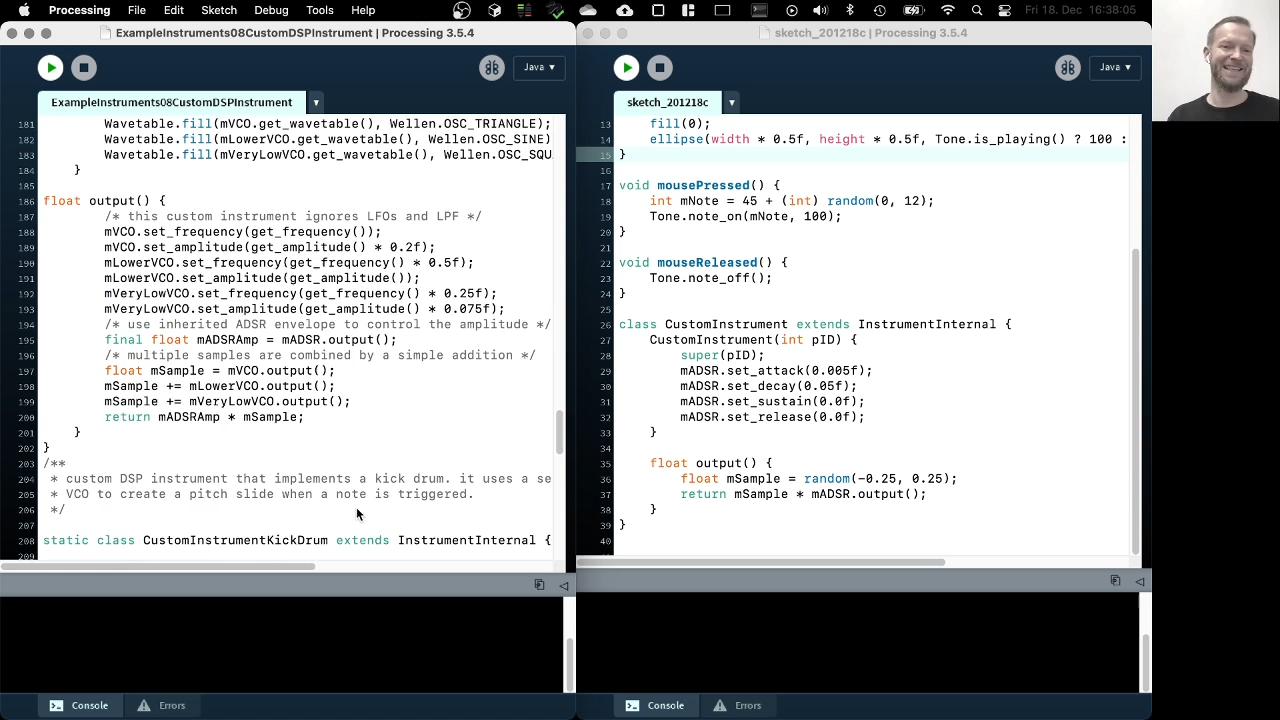 Processing File Edit Sketch Debug Tools Help Fri 18. Dec 16:38:05
ExampleInstruments08CustomDSPInstrument | Processing 3.5.4
Java ▾
ExampleInstruments08CustomDSPInstrument ▾
181 Wavetable.fill(mVCO.get_wavetable(), Wellen.OSC_TRIANGLE);
182 Wavetable.fill(mLowerVCO.get_wavetable(), Wellen.OSC_SINE)
183 Wavetable.fill(mVeryLowVCO.get_wavetable(), Wellen.OSC_SQU
184 }
185
186 float output() {
187 /* this custom instrument ignores LFOs and LPF */
188 mVCO.set_frequency(get_frequency());
189 mVCO.set_amplitude(get_amplitude() * 0.2f);
190 mLowerVCO.set_frequency(get_frequency() * 0.5f);
191 mLowerVCO.set_amplitude(get_amplitude());
192 mVeryLowVCO.set_frequency(get_frequency() * 0.25f);
193 mVeryLowVCO.set_amplitude(get_amplitude() * 0.075f);
194 /* use inherited ADSR envelope to control the amplitude */
195 final float mADSRAmp = mADSR.output();
196 /* multiple samples are combined by a simple addition */
197 float mSample = mVCO.output();
198 mSample += mLowerVCO.output();
199 mSample += mVeryLowVCO.output();
200 return mADSRAmp * mSample;
201 }
202 }
203 /**
204 * custom DSP instrument that implements a kick drum. it uses a se
205 * VCO to create a pitch slide when a note is triggered.
206 */
207
208 static class CustomInstrumentKickDrum extends InstrumentInternal {
209
Console Errors
sketch_201218c | Processing 3.5.4
Java ▾
sketch_201218c ▾
13 fill(0);
14 ellipse(width * 0.5f, height * 0.5f, Tone.is_playing() ? 100 :
15 }
16
17 void mousePressed() {
18 int mNote = 45 + (int) random(0, 12);
19 Tone.note_on(mNote, 100);
20 }
21
22 void mouseReleased() {
23 Tone.note_off();
24 }
25
26 class CustomInstrument extends InstrumentInternal {
27 CustomInstrument(int pID) {
28 super(pID);
29 mADSR.set_attack(0.005f);
30 mADSR.set_decay(0.05f);
31 mADSR.set_sustain(0.0f);
32 mADSR.set_release(0.0f);
33 }
34
35 float output() {
36 float mSample = random(-0.25, 0.25);
37 return mSample * mADSR.output();
38 }
39 }
40
Console Errors